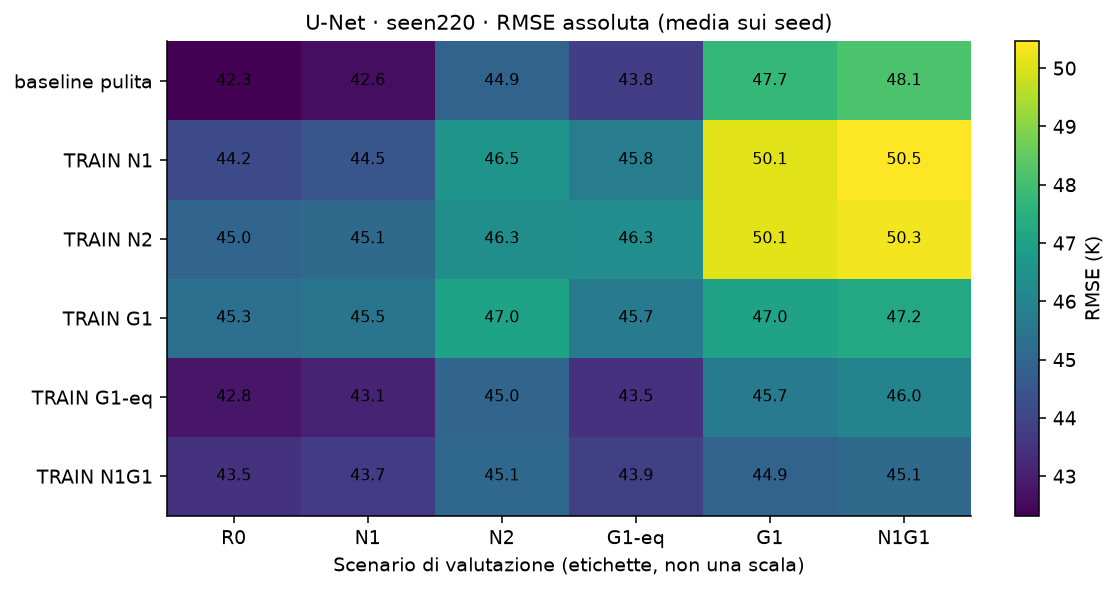 U-Net · seen220 · RMSE assoluta (media sui seed)
baseline pulita 42.3 42.6 44.9 43.8 47.7 48.1
TRAIN N1 44.2 44.5 46.5 45.8 50.1 50.5
TRAIN N2 45.0 45.1 46.3 46.3 50.1 50.3
TRAIN G1 45.3 45.5 47.0 45.7 47.0 47.2
TRAIN G1-eq 42.8 43.1 45.0 43.5 45.7 46.0
TRAIN N1G1 43.5 43.7 45.1 43.9 44.9 45.1
R0 N1 N2 G1-eq G1 N1G1
Scenario di valutazione (etichette, non una scala)
50
49
48
47
46
45
44
43
RMSE (K)